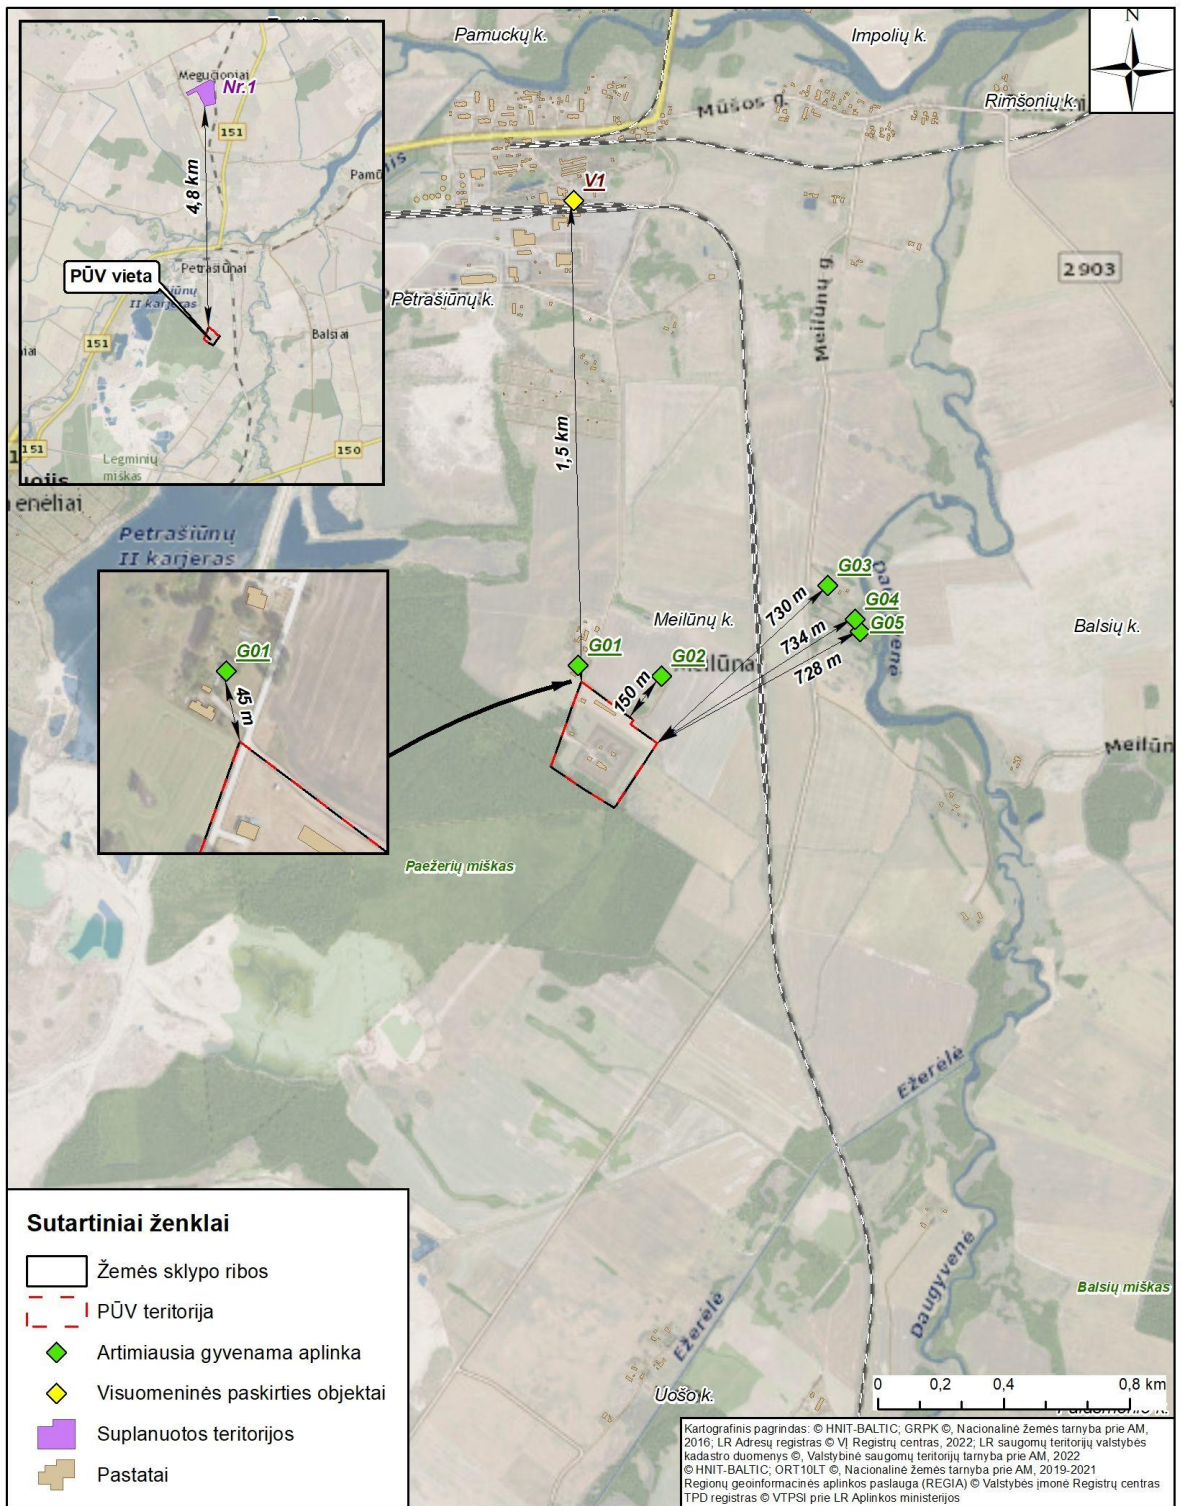 Megučioniai
Nr.1
151
4,8 km
Petrašiūnai
PŪV vieta
II karjeras
Balsiai
151
151
150
Legminių
miškas
Pamuckų k.
Impolių k.
N
Rimšonių k.
Mūšos g.
V1
2903
Petrašiūnų k.
Meilūnų g.
1,5 km
Petrašiūnų
II karjeras
G03
G04
G05
730 m
734 m
728 m
Meilūnų k.
Balsių k.
G01
G02
150 m
G01
45 m
Paežerių miškas
Ežerėlė
Daugyvenė
Balsių miškas
Ežerėlė
Uošo k.
0 0,2 0,4 0,8 km
Sutartiniai ženklai
Žemės sklypo ribos
PŪV teritorija
Artimiausia gyvenama aplinka
Visuomeninės paskirties objektai
Suplanuotos teritorijos
Pastatai
Kartografinis pagrindas: © HNIT-BALTIC; GRPK ©, Nacionalinė žemės tarnyba prie AM,
2016; LR Adresų registras © VĮ Registrų centras, 2022; LR saugomų teritorijų valstybės
kadastro duomenys ©, Valstybinė saugomų teritorijų tarnyba prie AM, 2022
© HNIT-BALTIC; ORT10LT ©, Nacionalinė žemės tarnyba prie AM, 2019-2021
Regionų geoinformacinės aplinkos paslauga (REGIA) © Valstybės įmonė Registrų centras
TPD registras © VTPSI prie LR Aplinkos ministerijos